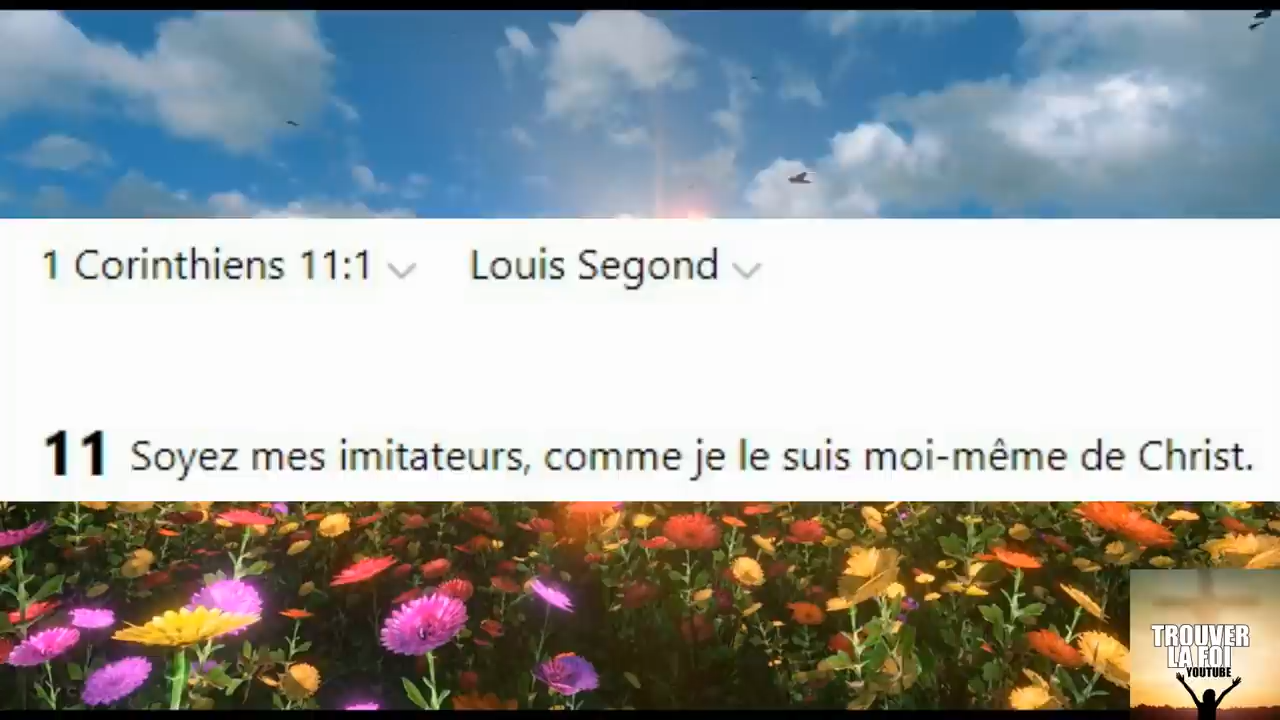 1 Corinthiens 11:1 Louis Segond
11 Soyez mes imitateurs, comme je le suis moi-même de Christ.
TROUVER
LA FOI
YOUTUBE